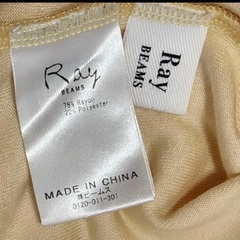 Ray
BEAMS
78% Rayon
22% Polyester
MADE IN CHINA
㈱ビームス
0120-011-301
Ray
BEAMS